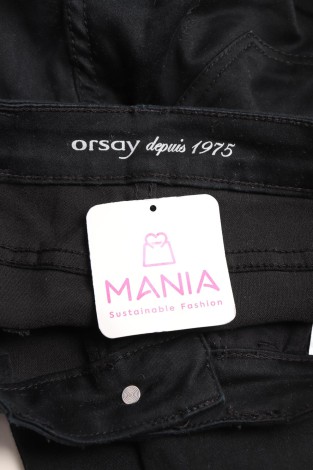 orsay depuis 1975
MANIA
Sustainable Fashion